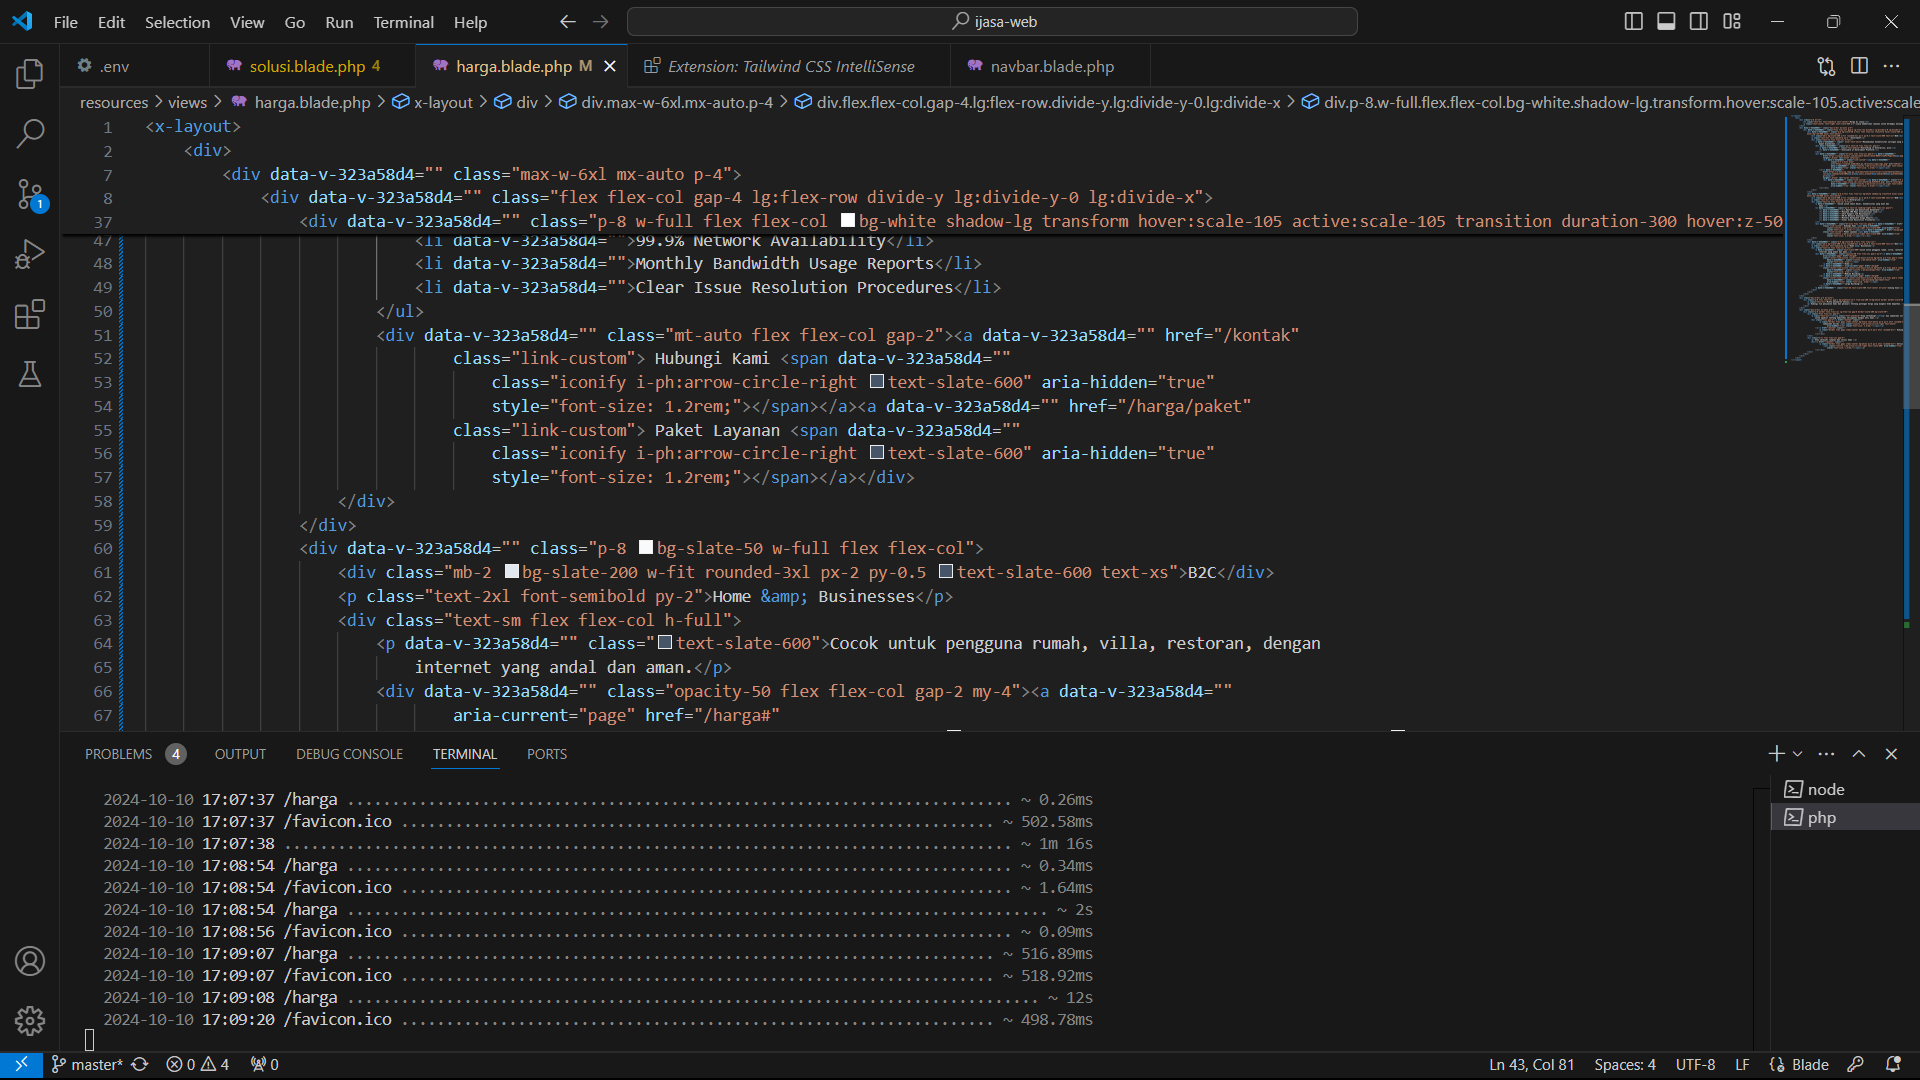 File Edit Selection View Go Run Terminal Help
ijasa-web
.env
solusi.blade.php 4
harga.blade.php M
Extension: Tailwind CSS IntelliSense
navbar.blade.php
resources > views > harga.blade.php > x-layout > div > div.max-w-6xl.mx-auto.p-4 > div.flex.flex-col.gap-4.lg:flex-row.divide-y.lg:divide-y-0.lg:divide-x > div.p-8.w-full.flex.flex-col.bg-white.shadow-lg.transform.hover:scale-105.active:scale
1 <x-layout>
2 <div>
7 <div data-v-323a58d4="" class="max-w-6xl mx-auto p-4">
8 <div data-v-323a58d4="" class="flex flex-col gap-4 lg:flex-row divide-y lg:divide-y-0 lg:divide-x">
37 <div data-v-323a58d4="" class="p-8 w-full flex flex-col bg-white shadow-lg transform hover:scale-105 active:scale-105 transition duration-300 hover:z-50
47 <li data-v-323a58d4="">99.9% Network Availability</li>
48 <li data-v-323a58d4="">Monthly Bandwidth Usage Reports</li>
49 <li data-v-323a58d4="">Clear Issue Resolution Procedures</li>
50 </ul>
51 <div data-v-323a58d4="" class="mt-auto flex flex-col gap-2"><a data-v-323a58d4="" href="/kontak"
52 class="link-custom"> Hubungi Kami <span data-v-323a58d4=""
53 class="iconify i-ph:arrow-circle-right text-slate-600" aria-hidden="true"
54 style="font-size: 1.2rem;"></span></a><a data-v-323a58d4="" href="/harga/paket"
55 class="link-custom"> Paket Layanan <span data-v-323a58d4=""
56 class="iconify i-ph:arrow-circle-right text-slate-600" aria-hidden="true"
57 style="font-size: 1.2rem;"></span></a></div>
58 </div>
59 </div>
60 <div data-v-323a58d4="" class="p-8 bg-slate-50 w-full flex flex-col">
61 <div class="mb-2 bg-slate-200 w-fit rounded-3xl px-2 py-0.5 text-slate-600 text-xs">B2C</div>
62 <p class="text-2xl font-semibold py-2">Home &amp; Businesses</p>
63 <div class="text-sm flex flex-col h-full">
64 <p data-v-323a58d4="" class="text-slate-600">Cocok untuk pengguna rumah, villa, restoran, dengan
65 internet yang andal dan aman.</p>
66 <div data-v-323a58d4="" class="opacity-50 flex flex-col gap-2 my-4"><a data-v-323a58d4=""
67 aria-current="page" href="/harga#"
PROBLEMS 4 OUTPUT DEBUG CONSOLE TERMINAL PORTS
2024-10-10 17:07:37 /harga ~ 0.26ms
2024-10-10 17:07:37 /favicon.ico ~ 502.58ms
2024-10-10 17:07:38 ~ 1m 16s
2024-10-10 17:08:54 /harga ~ 0.34ms
2024-10-10 17:08:54 /favicon.ico ~ 1.64ms
2024-10-10 17:08:54 /harga ~ 2s
2024-10-10 17:08:56 /favicon.ico ~ 0.09ms
2024-10-10 17:09:07 /harga ~ 516.89ms
2024-10-10 17:09:07 /favicon.ico ~ 518.92ms
2024-10-10 17:09:08 /harga ~ 12s
2024-10-10 17:09:20 /favicon.ico ~ 498.78ms
node
php
master* 0 4 0 Ln 43, Col 81 Spaces: 4 UTF-8 LF Blade
1